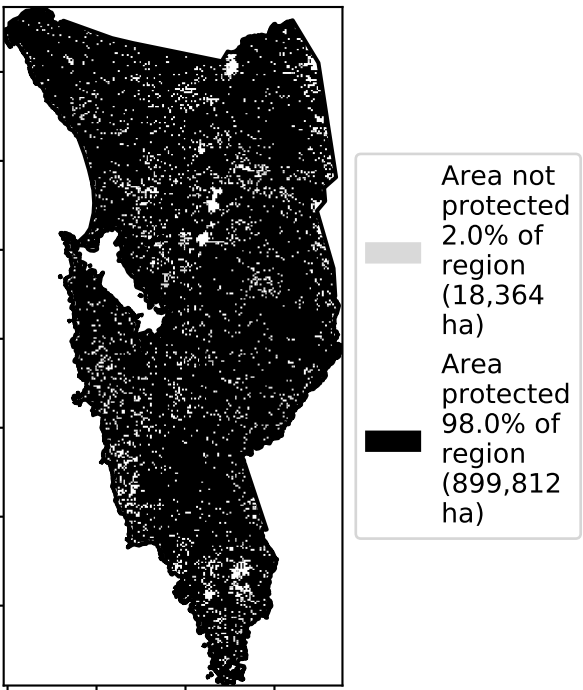 Area not
protected
2.0% of
region
(18,364
ha)
Area
protected
98.0% of
region
(899,812
ha)